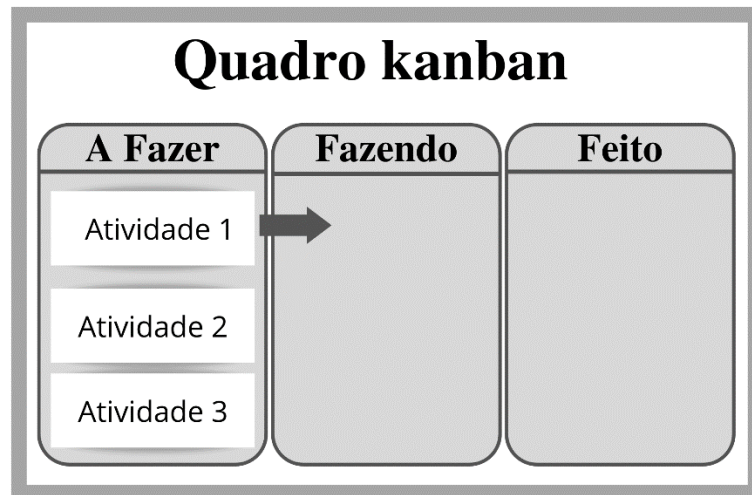 Quadro kanban
A Fazer
Fazendo
Feito
Atividade 1
Atividade 2
Atividade 3